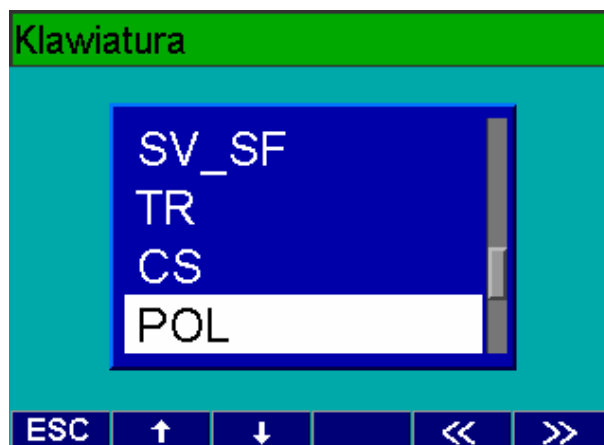 Klawiatura
SV_SF
TR
CS
POL
ESC ↑ ↓ << >>